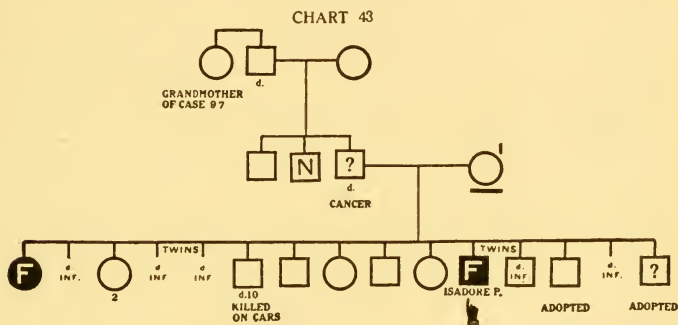 CHART 43
d.
GRANDMOTHER
OF CASE 97
N
?
d.
CANCER
I
TWINS
TWINS
F
d.
INF.
2
d
INF
d
INF.
d.10
KILLED
ON CARS
F
ISADORE P.
d.
INF.
ADOPTED
d.
INF.
?
ADOPTED